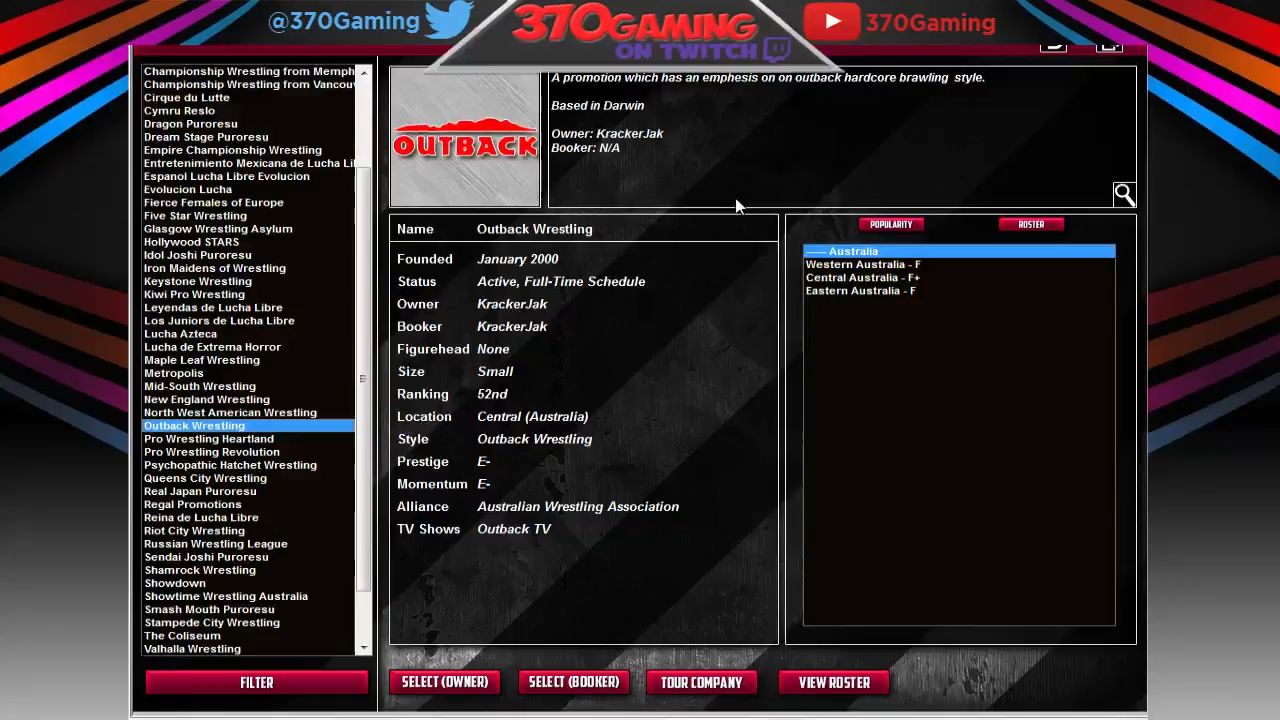 @370Gaming
370GAMING
ON TWITCH
370Gaming
Championship Wrestling from Memph
Championship Wrestling from Vancouv
Cirque du Lutte
Cymru Reslo
Dragon Puroresu
Dream Stage Puroresu
Empire Championship Wrestling
Entretenimiento Mexicana de Lucha Lil
Espanol Lucha Libre Evolucion
Evolucion Lucha
Fierce Females of Europe
Five Star Wrestling
Glasgow Wrestling Asylum
Hollywood STARS
Idol Joshi Puroresu
Iron Maidens of Wrestling
Keystone Wrestling
Kiwi Pro Wrestling
Leyendas de Lucha Libre
Los Juniors de Lucha Libre
Lucha Azteca
Lucha de Extrema Horror
Maple Leaf Wrestling
Metropolis
Mid-South Wrestling
New England Wrestling
North West American Wrestling
Outback Wrestling
Pro Wrestling Heartland
Pro Wrestling Revolution
Psychopathic Hatchet Wrestling
Queens City Wrestling
Real Japan Puroresu
Regal Promotions
Reina de Lucha Libre
Riot City Wrestling
Russian Wrestling League
Sendai Joshi Puroresu
Shamrock Wrestling
Showdown
Showtime Wrestling Australia
Smash Mouth Puroresu
Stampede City Wrestling
The Coliseum
Valhalla Wrestling
FILTER
OUTBACK
A promotion which has an emphesis on on outback hardcore brawling style.
Based in Darwin
Owner: KrackerJak
Booker: N/A
Name Outback Wrestling
Founded January 2000
Status Active, Full-Time Schedule
Owner KrackerJak
Booker KrackerJak
Figurehead None
Size Small
Ranking 52nd
Location Central (Australia)
Style Outback Wrestling
Prestige E-
Momentum E-
Alliance Australian Wrestling Association
TV Shows Outback TV
POPULARITY ROSTER
------ Australia
Western Australia - F
Central Australia - F+
Eastern Australia - F
SELECT (OWNER) SELECT (BOOKER) TOUR COMPANY VIEW ROSTER